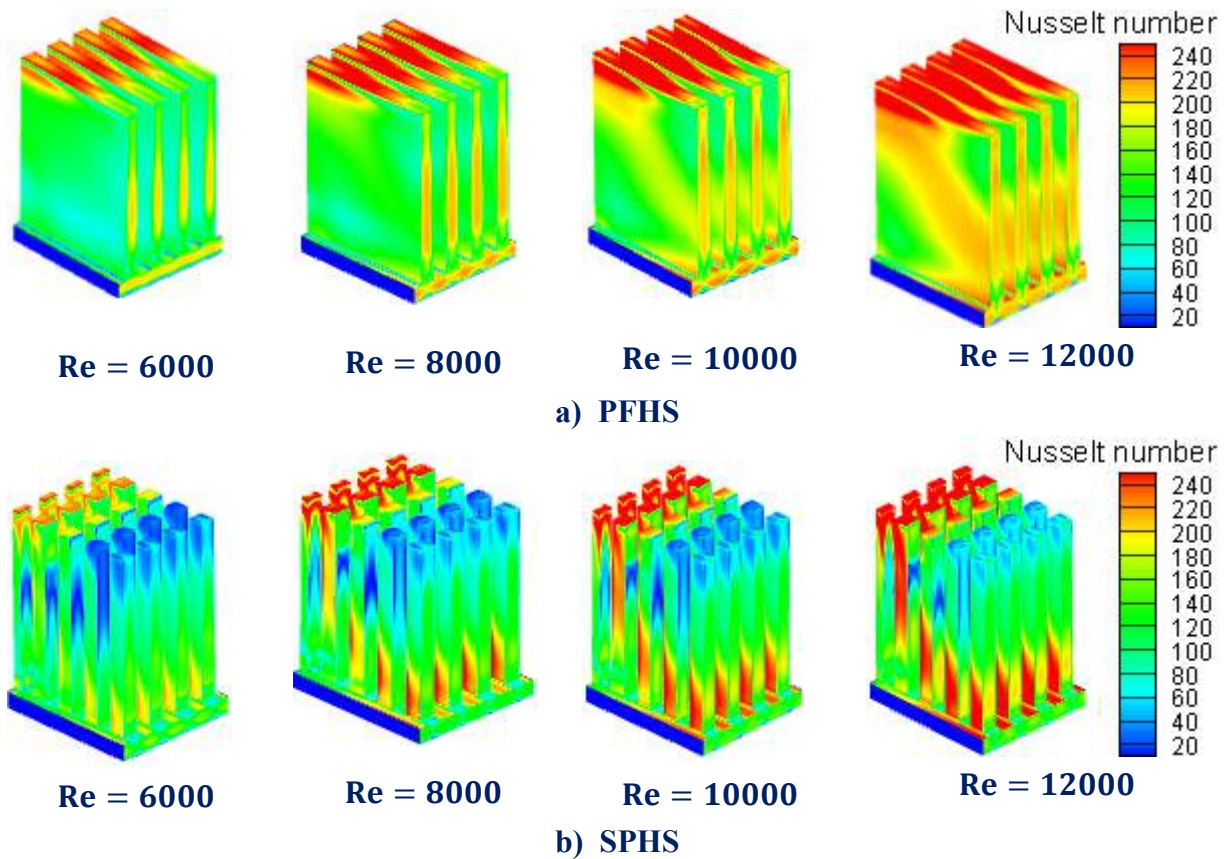 Nusselt number
240
220
200
180
160
140
120
100
80
60
40
20
Re = 6000
Re = 8000
Re = 10000
Re = 12000
a) PFHS
Nusselt number
240
220
200
180
160
140
120
100
80
60
40
20
Re = 6000
Re = 8000
Re = 10000
Re = 12000
b) SPHS